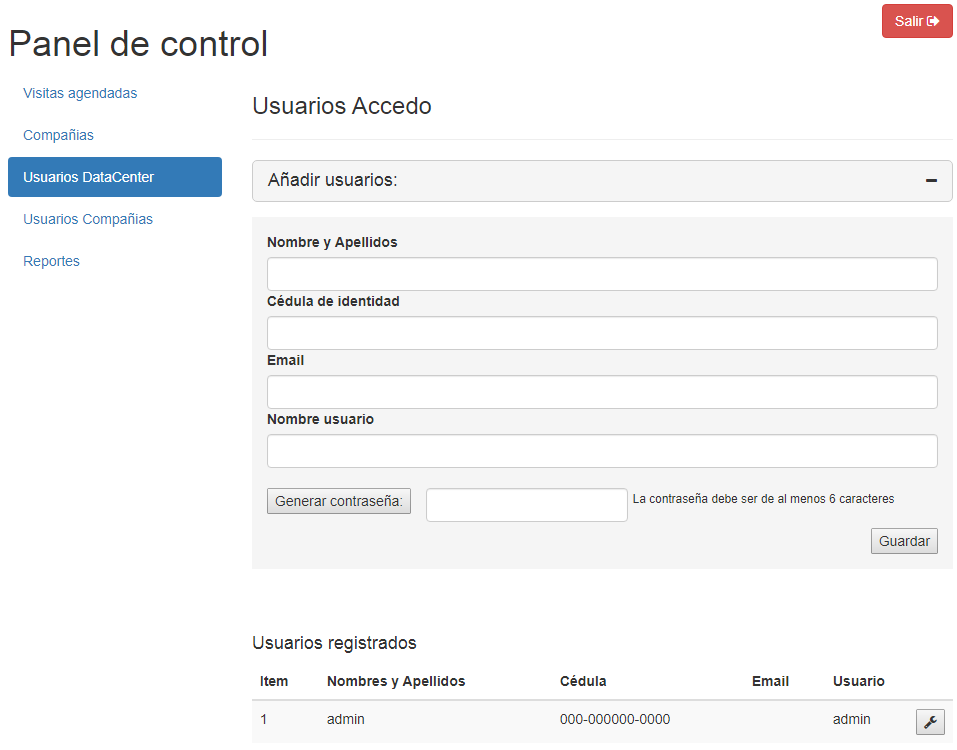 Salir
Panel de control
Visitas agendadas
Compañias
Usuarios DataCenter
Usuarios Compañias
Reportes
Usuarios Accedo
Añadir usuarios:
Nombre y Apellidos
Cédula de identidad
Email
Nombre usuario
Generar contraseña:
La contraseña debe ser de al menos 6 caracteres
Guardar
Usuarios registrados
Item Nombres y Apellidos Cédula Email Usuario
1 admin 000-000000-0000 admin